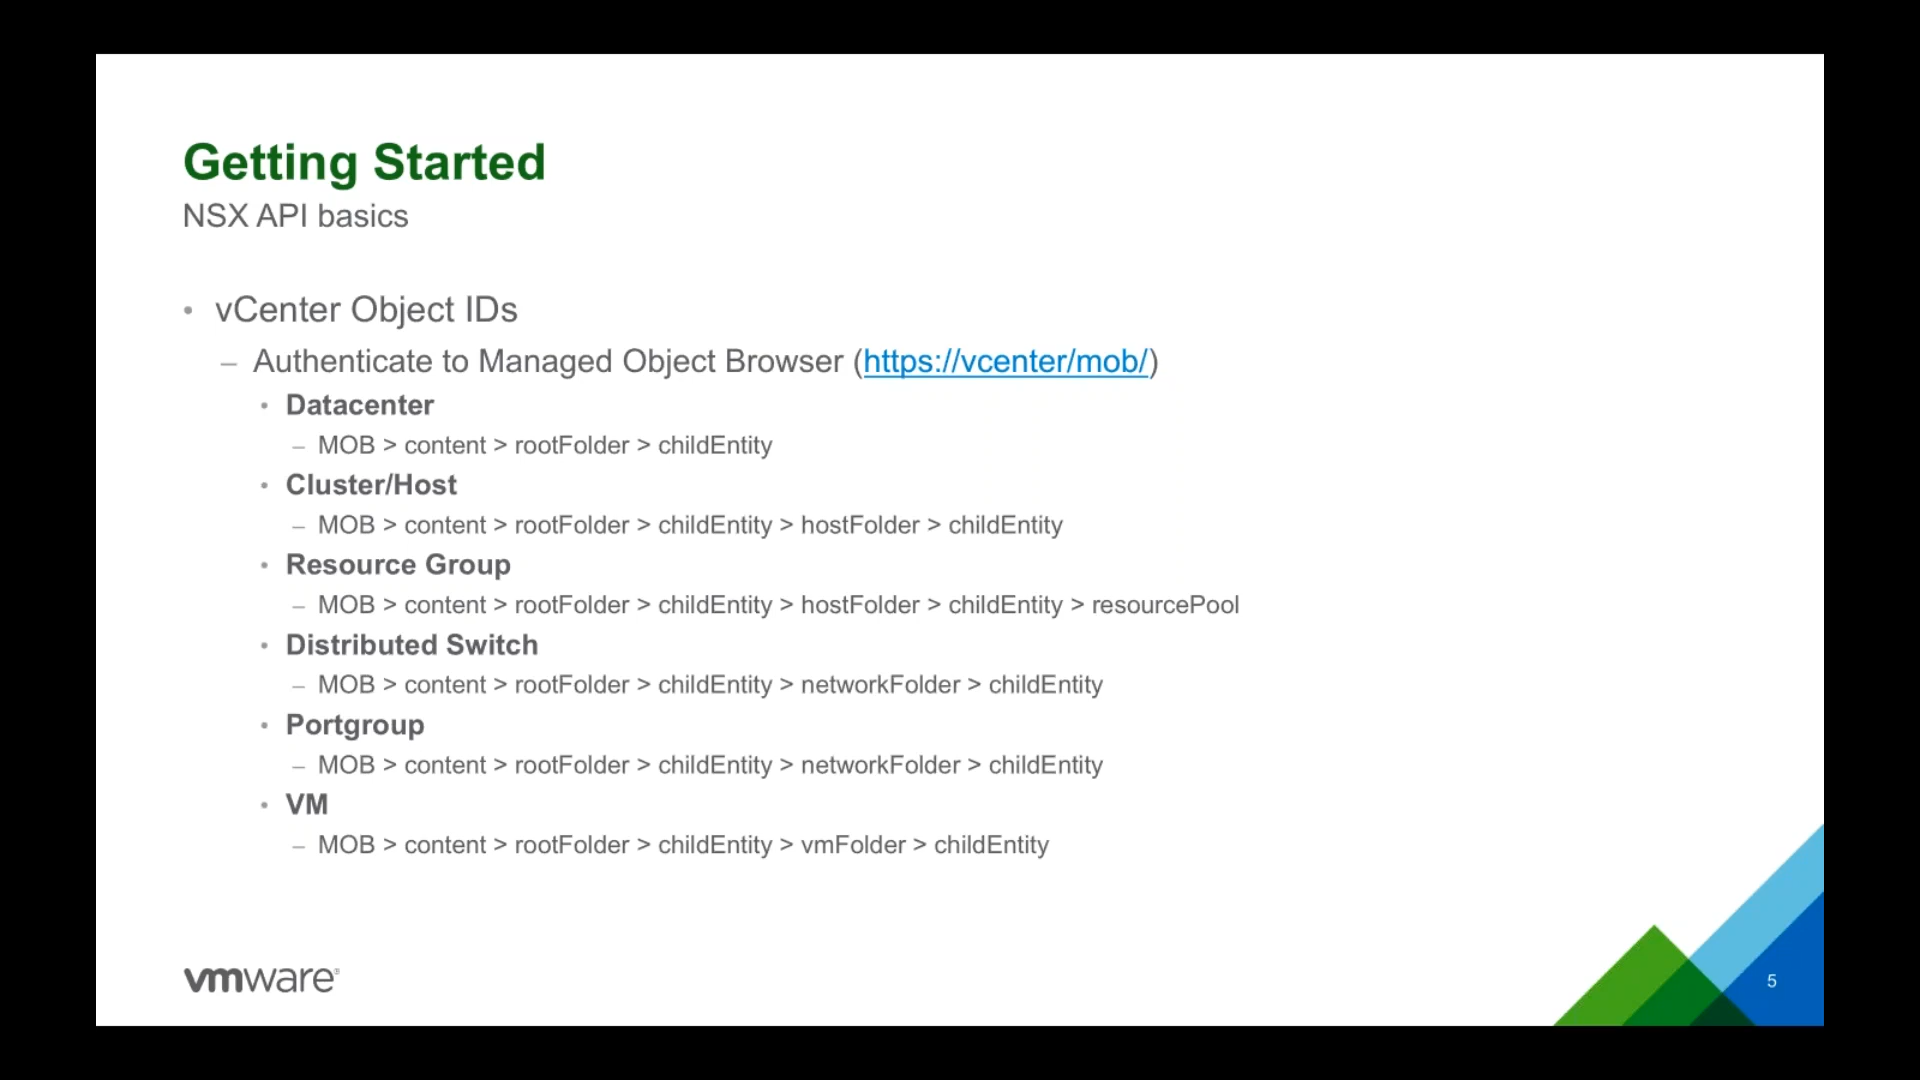 Getting Started
NSX API basics
• vCenter Object IDs
– Authenticate to Managed Object Browser (https://vcenter/mob/)
• Datacenter
– MOB > content > rootFolder > childEntity
• Cluster/Host
– MOB > content > rootFolder > childEntity > hostFolder > childEntity
• Resource Group
– MOB > content > rootFolder > childEntity > hostFolder > childEntity > resourcePool
• Distributed Switch
– MOB > content > rootFolder > childEntity > networkFolder > childEntity
• Portgroup
– MOB > content > rootFolder > childEntity > networkFolder > childEntity
• VM
– MOB > content > rootFolder > childEntity > vmFolder > childEntity
vmware®
5